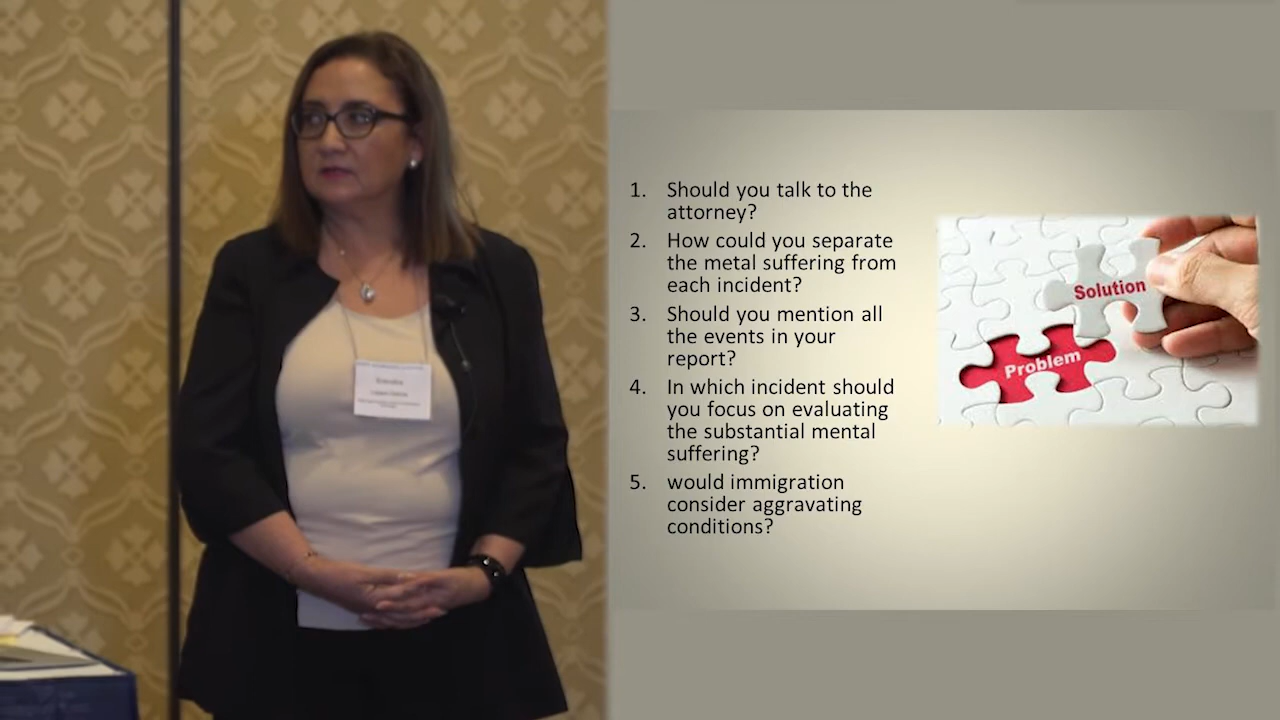 1. Should you talk to the
attorney?
2. How could you separate
the metal suffering from
each incident?
3. Should you mention all
the events in your
report?
4. In which incident should
you focus on evaluating
the substantial mental
suffering?
5. would immigration
consider aggravating
conditions?
Solution
Problem